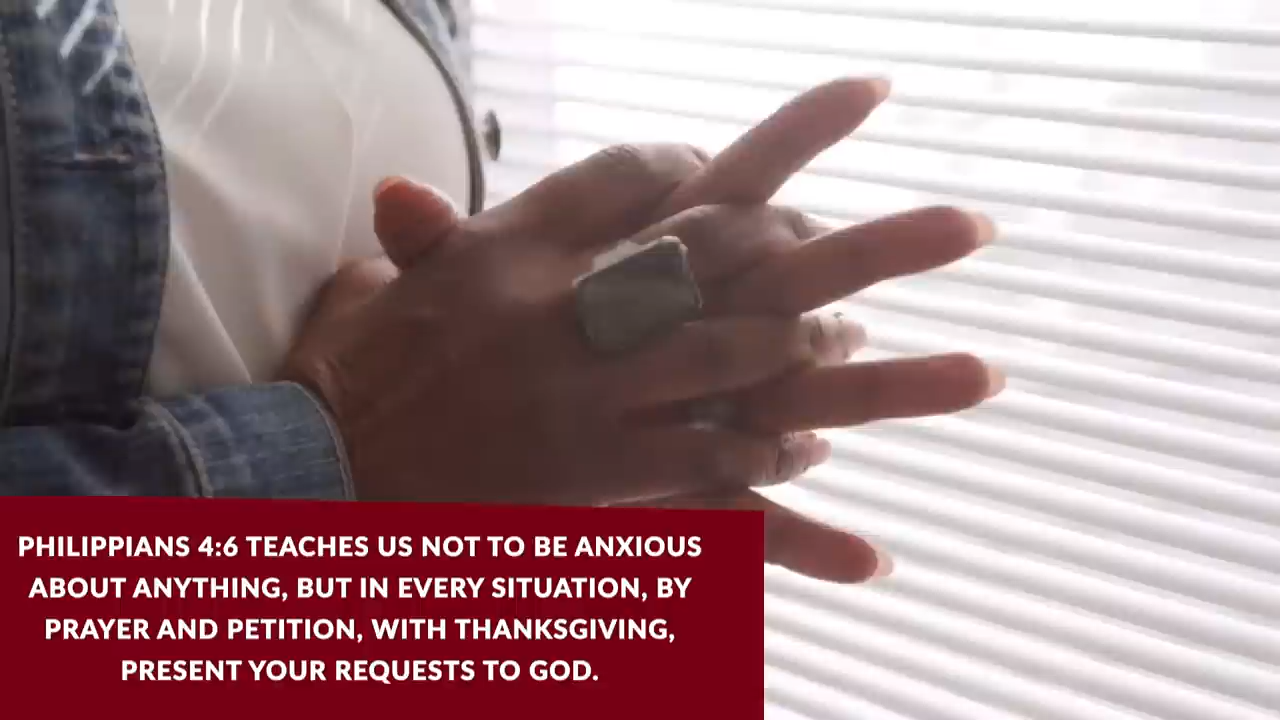 PHILIPPIANS 4:6 TEACHES US NOT TO BE ANXIOUS
ABOUT ANYTHING, BUT IN EVERY SITUATION, BY
PRAYER AND PETITION, WITH THANKSGIVING,
PRESENT YOUR REQUESTS TO GOD.